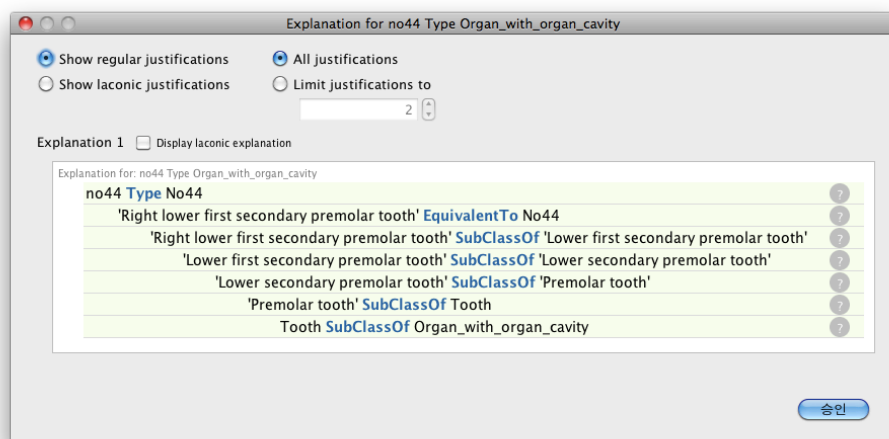 Explanation for no44 Type Organ_with_organ_cavity
Show regular justifications All justifications
Show laconic justifications Limit justifications to
2
Explanation 1 Display laconic explanation
Explanation for: no44 Type Organ_with_organ_cavity
no44 Type No44 ?
'Right lower first secondary premolar tooth' EquivalentTo No44 ?
'Right lower first secondary premolar tooth' SubClassOf 'Lower first secondary premolar tooth' ?
'Lower first secondary premolar tooth' SubClassOf 'Lower secondary premolar tooth' ?
'Lower secondary premolar tooth' SubClassOf 'Premolar tooth' ?
'Premolar tooth' SubClassOf Tooth ?
Tooth SubClassOf Organ_with_organ_cavity ?
승인